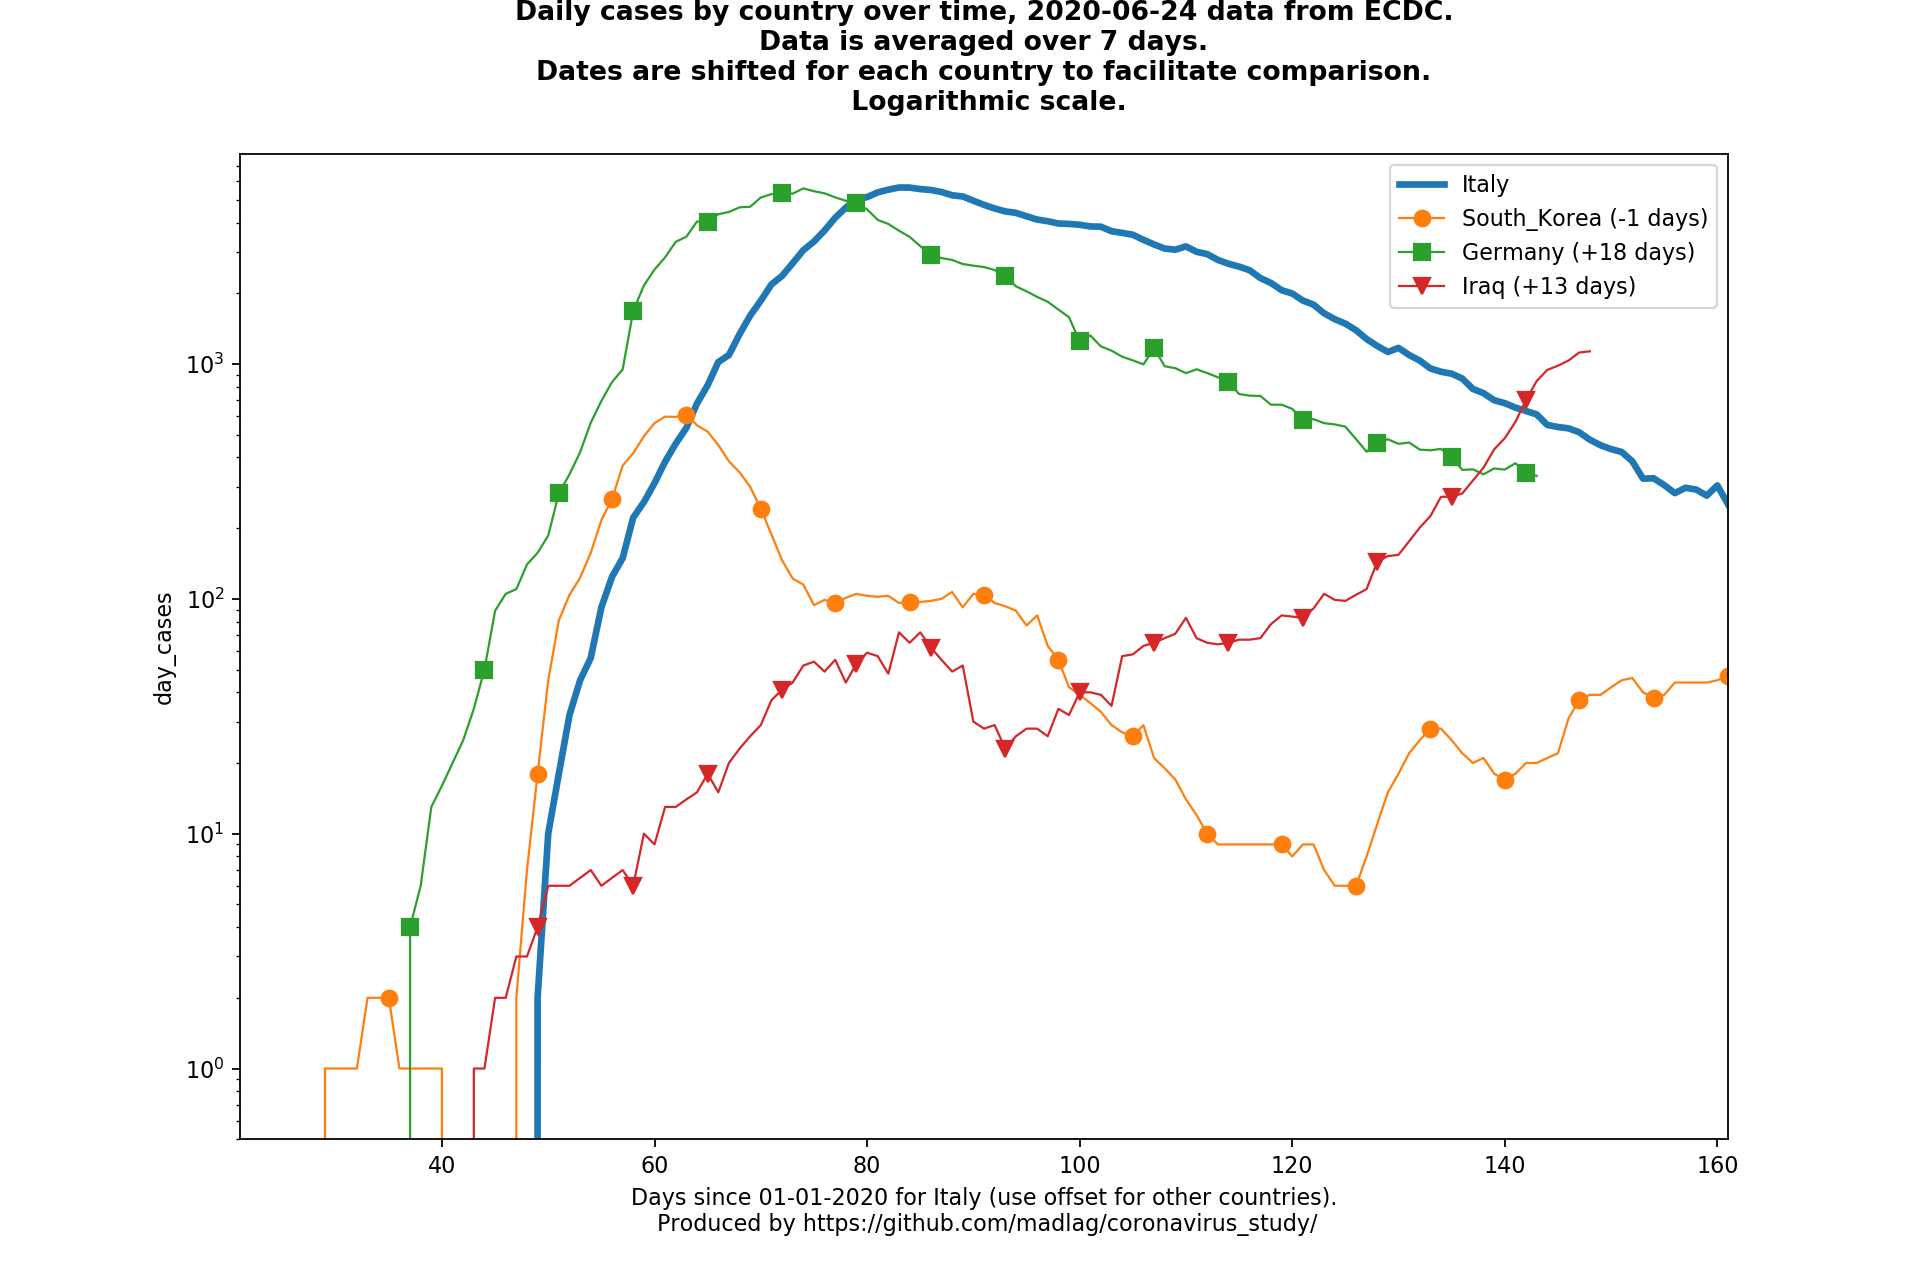 Daily cases by country over time, 2020-06-24 data from ECDC.
Data is averaged over 7 days.
Dates are shifted for each country to facilitate comparison.
Logarithmic scale.
Italy
South_Korea (-1 days)
Germany (+18 days)
Iraq (+13 days)
day_cases
10³
10²
10¹
10⁰
40 60 80 100 120 140 160
Days since 01-01-2020 for Italy (use offset for other countries).
Produced by https://github.com/madlag/coronavirus_study/